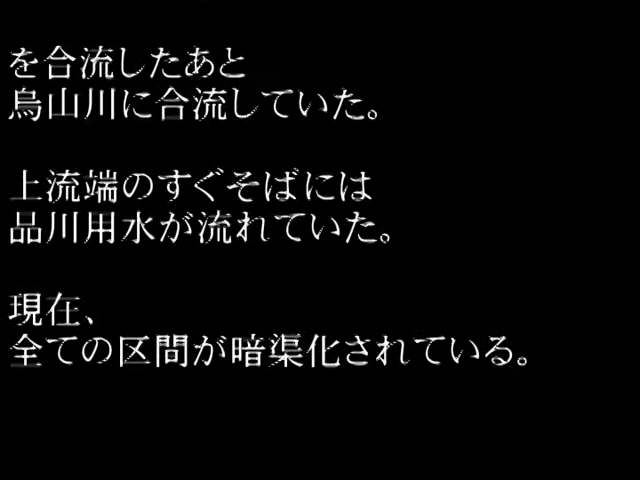 を合流したあと
烏山川に合流していた。
上流端のすぐそばには
品川用水が流れていた。
現在、
全ての区間が暗渠化されている。